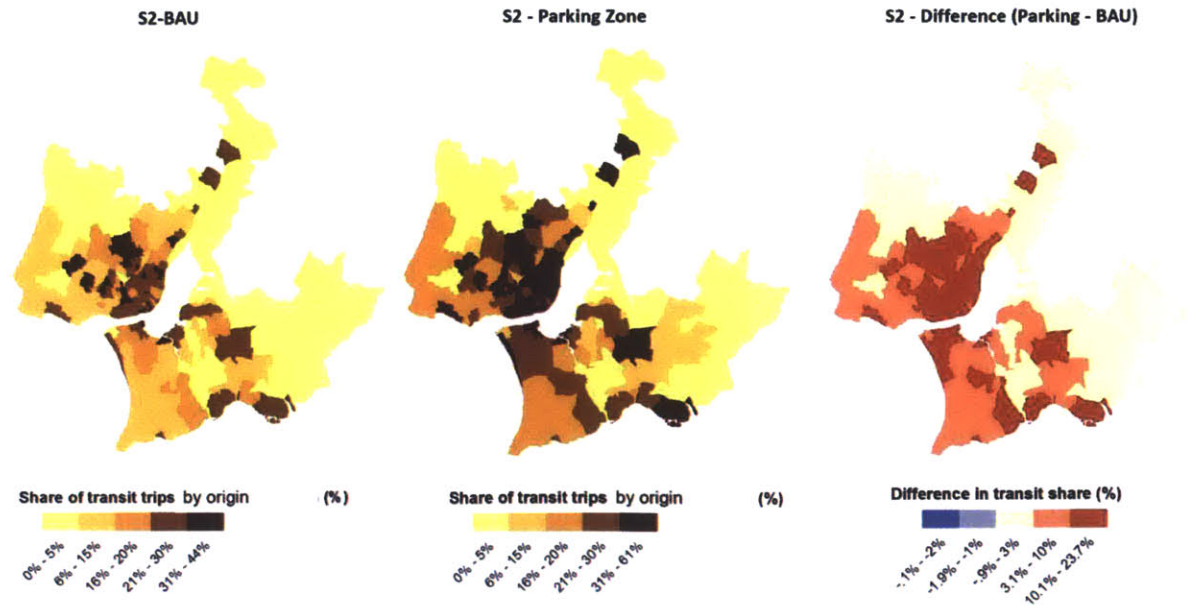 S2-BAU
S2 - Parking Zone
S2 - Difference (Parking - BAU)
Share of transit trips by origin (%)
0% - 5%
6% - 15%
16% - 20%
21% - 30%
31% - 44%
Share of transit trips by origin (%)
0% - 5%
6% - 15%
16% - 20%
21% - 30%
31% - 61%
Difference in transit share (%)
-.1% - -2%
-1.9% - -1%
-.9% - 3%
3.1% - 10%
10.1% - 23.7%